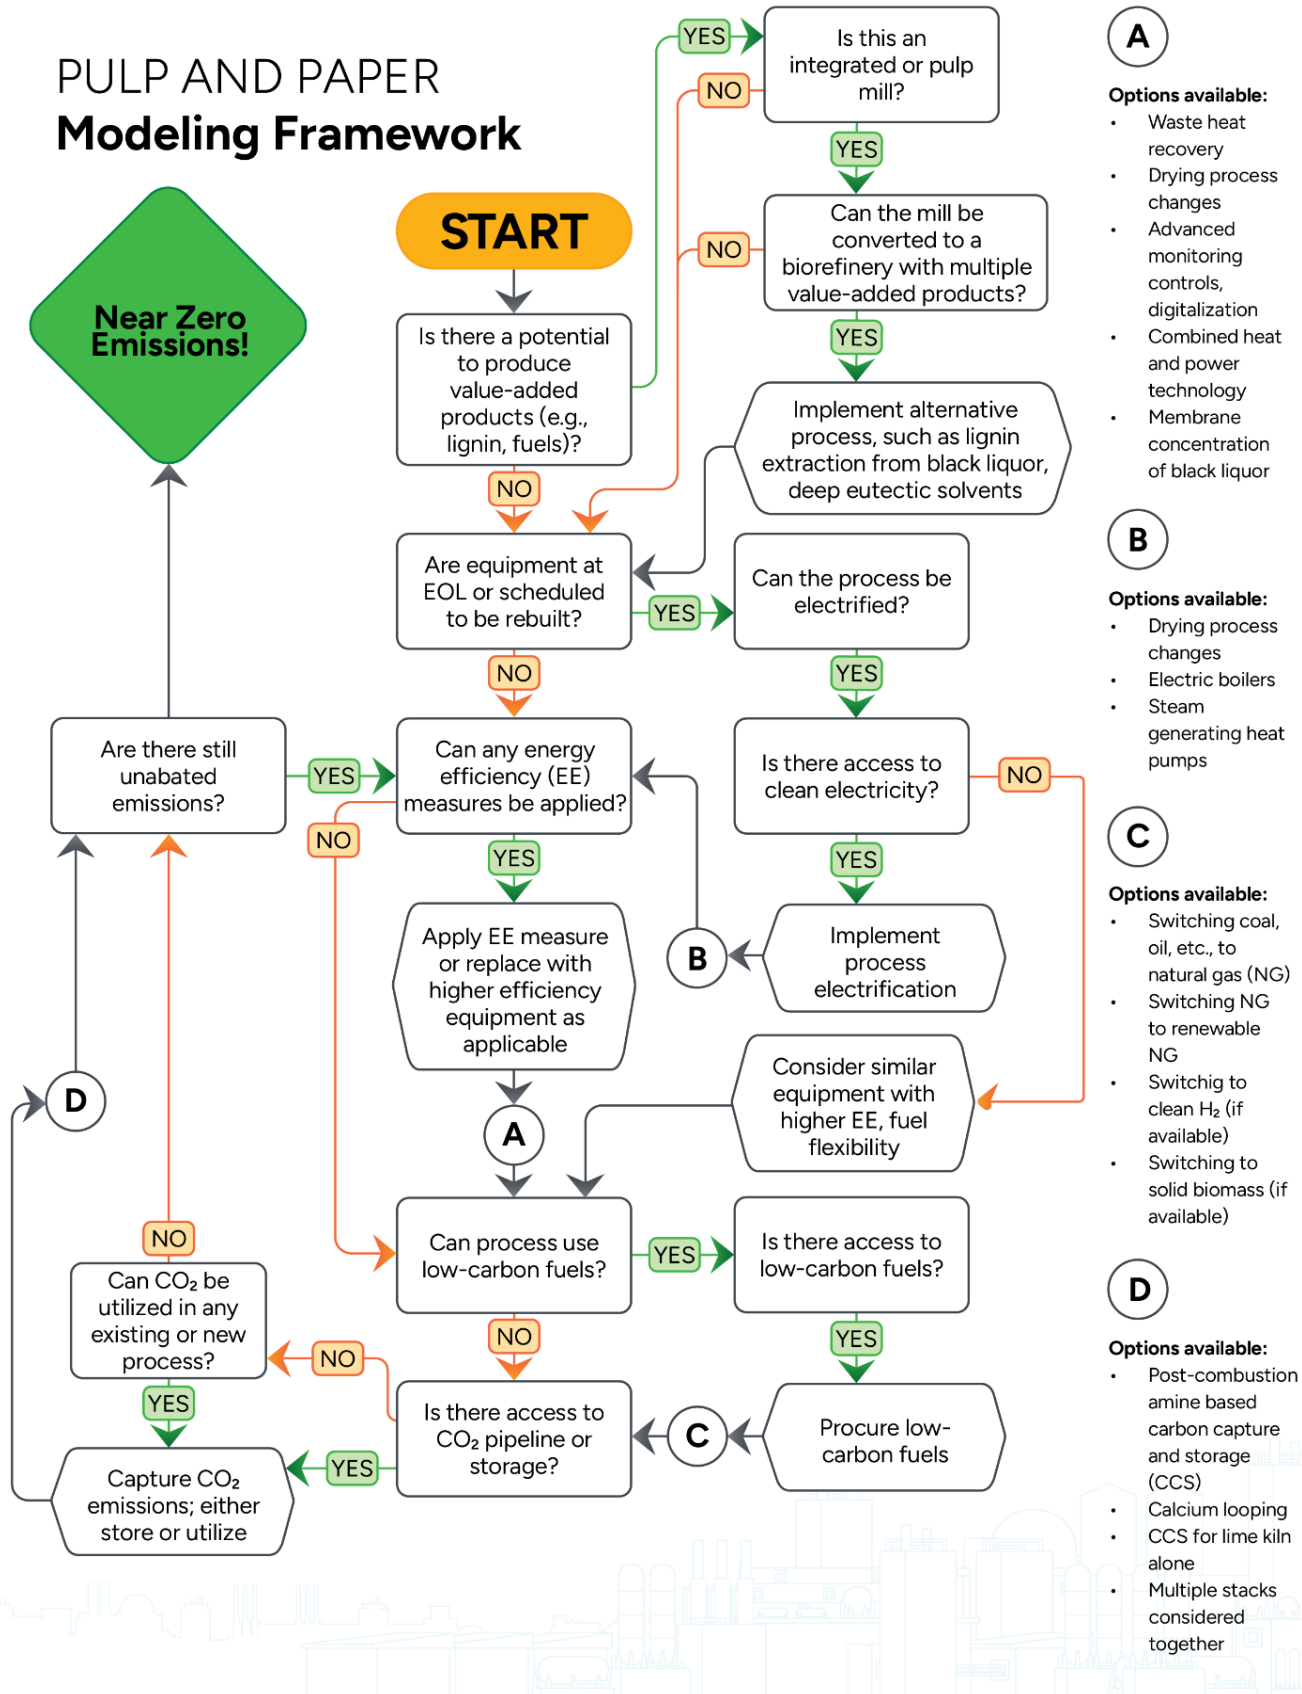 PULP AND PAPER
Modeling Framework
START
Near Zero
Emissions!
Is there a potential
to produce
value-added
products (e.g.,
lignin, fuels)?
YES
NO
Is this an
integrated or pulp
mill?
NO
YES
Can the mill be
converted to a
biorefinery with multiple
value-added products?
NO
YES
Implement alternative
process, such as lignin
extraction from black liquor,
deep eutectic solvents
Are equipment at
EOL or scheduled
to be rebuilt?
YES
NO
Can the process be
electrified?
YES
Is there access to
clean electricity?
NO
YES
Implement
process
electrification
B
Can any energy
efficiency (EE)
measures be applied?
NO
YES
Apply EE measure
or replace with
higher efficiency
equipment as
applicable
A
Consider similar
equipment with
higher EE, fuel
flexibility
Can process use
low-carbon fuels?
YES
NO
Is there access to
low-carbon fuels?
YES
Procure low-
carbon fuels
C
Is there access to
CO₂ pipeline or
storage?
NO
YES
Can CO₂ be
utilized in any
existing or new
process?
NO
YES
Capture CO₂
emissions; either
store or utilize
D
Are there still
unabated
emissions?
YES
A
Options available:
• Waste heat
recovery
• Drying process
changes
• Advanced
monitoring
controls,
digitalization
• Combined heat
and power
technology
• Membrane
concentration
of black liquor
B
Options available:
• Drying process
changes
• Electric boilers
• Steam
generating heat
pumps
C
Options available:
• Switching coal,
oil, etc., to
natural gas (NG)
• Switching NG
to renewable
NG
• Switchig to
clean H₂ (if
available)
• Switching to
solid biomass (if
available)
D
Options available:
• Post-combustion
amine based
carbon capture
and storage
(CCS)
• Calcium looping
• CCS for lime kiln
alone
• Multiple stacks
considered
together